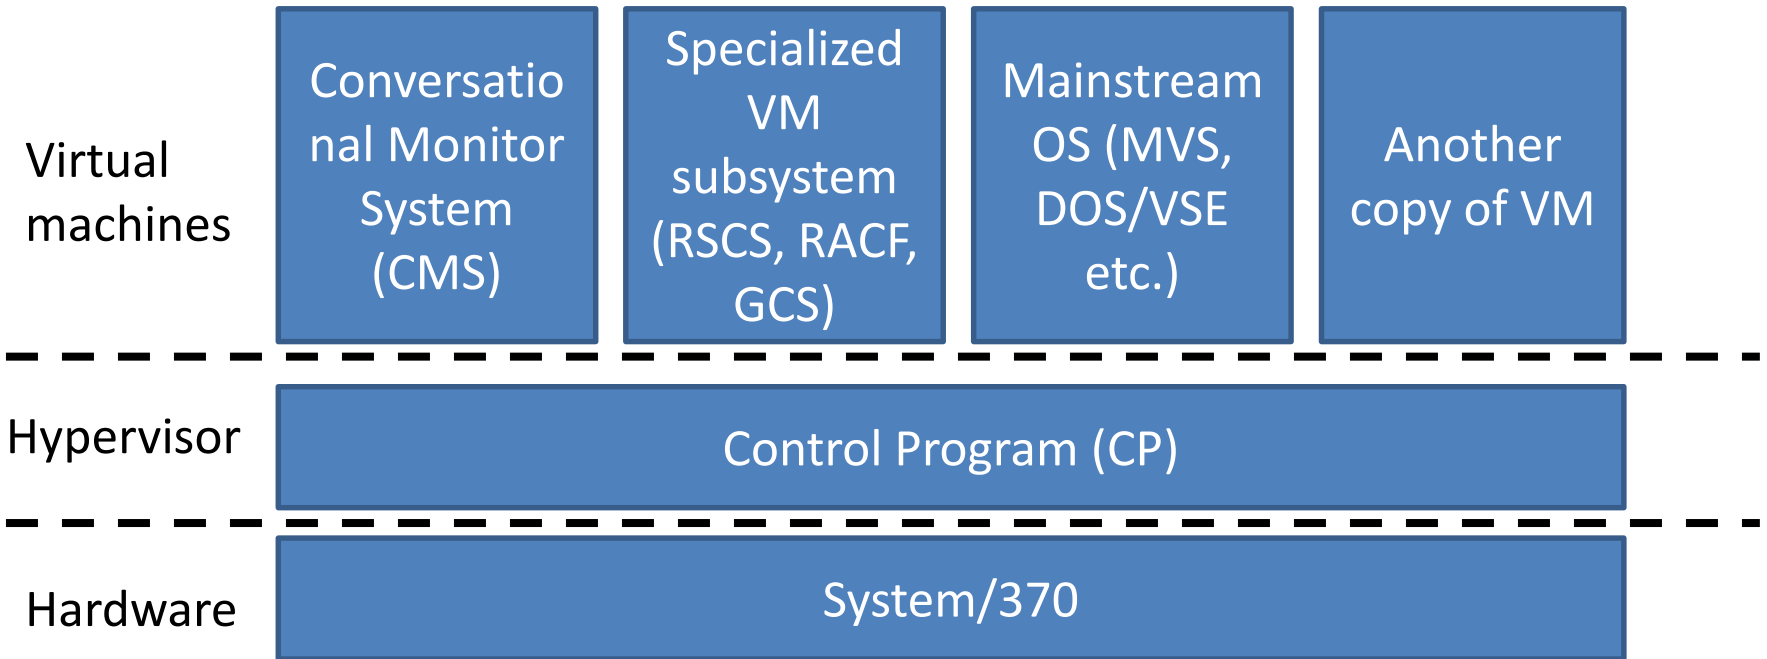 Virtual
machines
Conversatio
nal Monitor
System
(CMS)
Specialized
VM
subsystem
(RSCS, RACF,
GCS)
Mainstream
OS (MVS,
DOS/VSE
etc.)
Another
copy of VM
Hypervisor
Control Program (CP)
Hardware
System/370